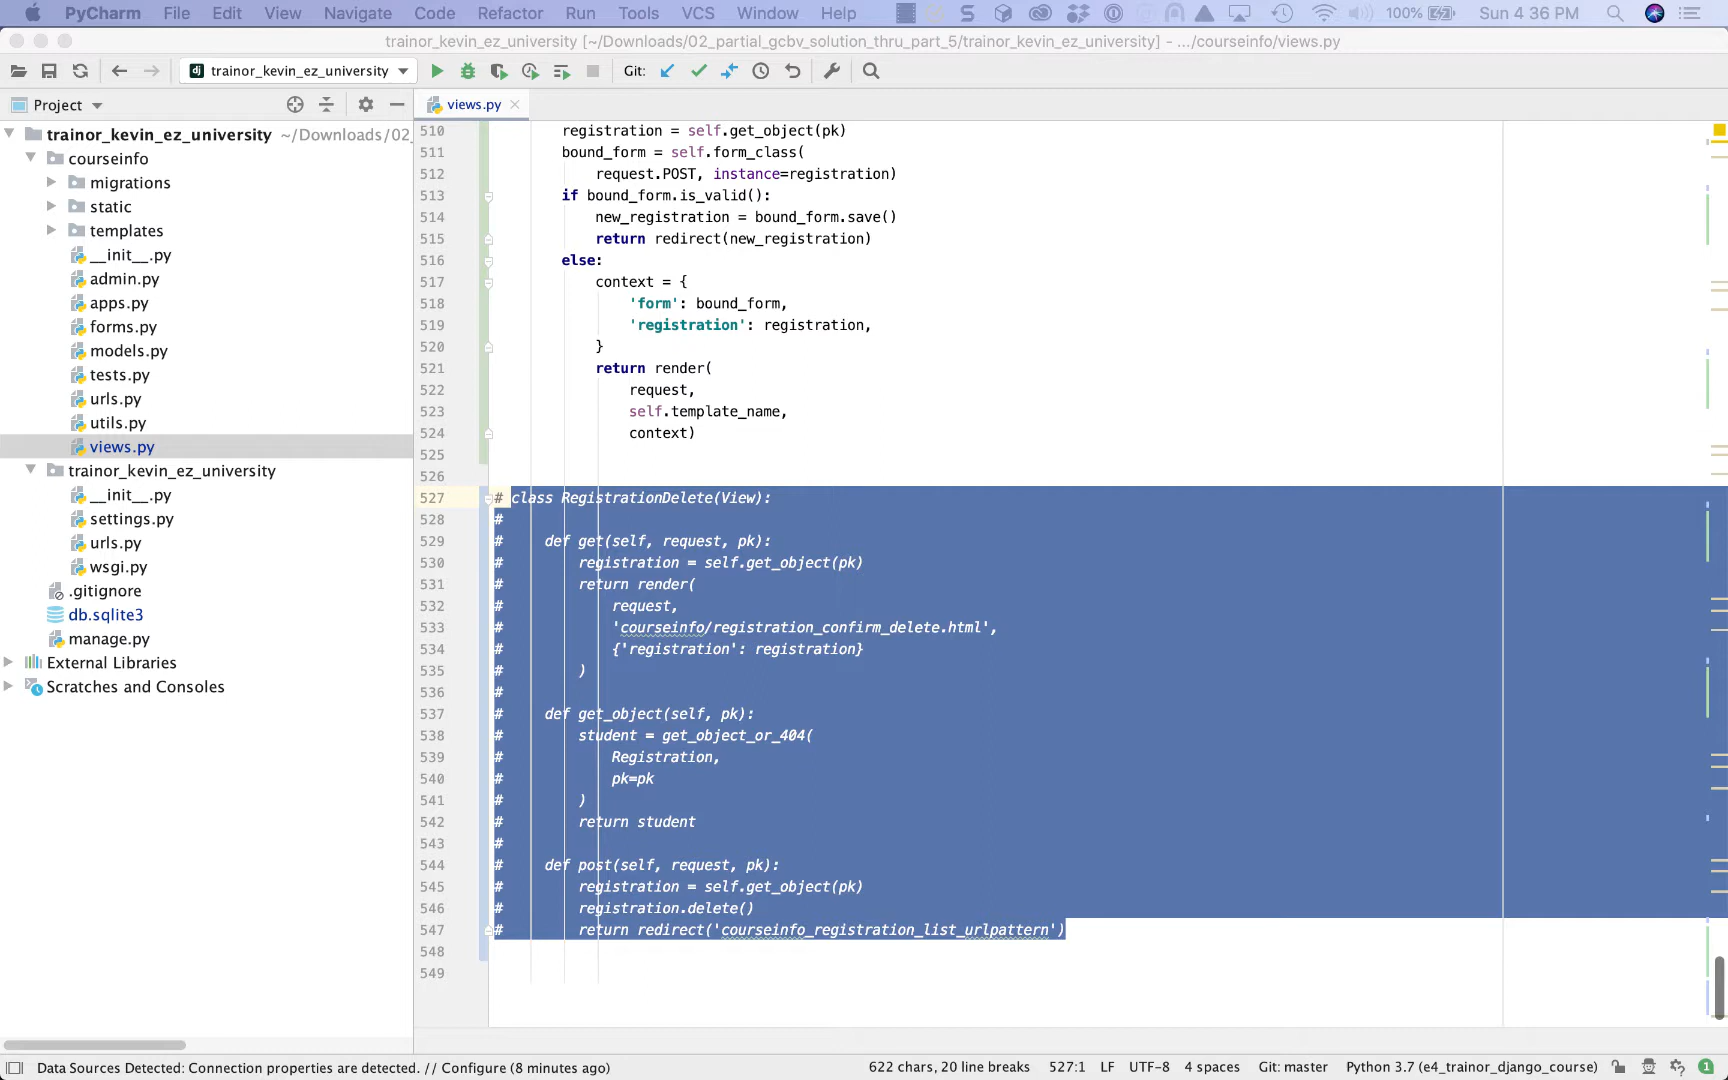 PyCharm File Edit View Navigate Code Refactor Run Tools VCS Window Help 100% Sun 4 36 PM
trainor_kevin_ez_university [~/Downloads/02_partial_gcbv_solution_thru_part_5/trainor_kevin_ez_university] - .../courseinfo/views.py
dj trainor_kevin_ez_university Git:
Project views.py
trainor_kevin_ez_university ~/Downloads/02_
courseinfo
migrations
static
templates
__init__.py
admin.py
apps.py
forms.py
models.py
tests.py
urls.py
utils.py
views.py
trainor_kevin_ez_university
__init__.py
settings.py
urls.py
wsgi.py
.gitignore
db.sqlite3
manage.py
External Libraries
Scratches and Consoles
510 registration = self.get_object(pk)
511 bound_form = self.form_class(
512 request.POST, instance=registration)
513 if bound_form.is_valid():
514 new_registration = bound_form.save()
515 return redirect(new_registration)
516 else:
517 context = {
518 'form': bound_form,
519 'registration': registration,
520 }
521 return render(
522 request,
523 self.template_name,
524 context)
525
526
527 # class RegistrationDelete(View):
528 #
529 # def get(self, request, pk):
530 # registration = self.get_object(pk)
531 # return render(
532 # request,
533 # 'courseinfo/registration_confirm_delete.html',
534 # {'registration': registration}
535 # )
536 #
537 # def get_object(self, pk):
538 # student = get_object_or_404(
539 # Registration,
540 # pk=pk
541 # )
542 # return student
543 #
544 # def post(self, request, pk):
545 # registration = self.get_object(pk)
546 # registration.delete()
547 # return redirect('courseinfo_registration_list_urlpattern')
548
549
Data Sources Detected: Connection properties are detected. // Configure (8 minutes ago) 622 chars, 20 line breaks 527:1 LF UTF-8 4 spaces Git: master Python 3.7 (e4_trainor_django_course) 1